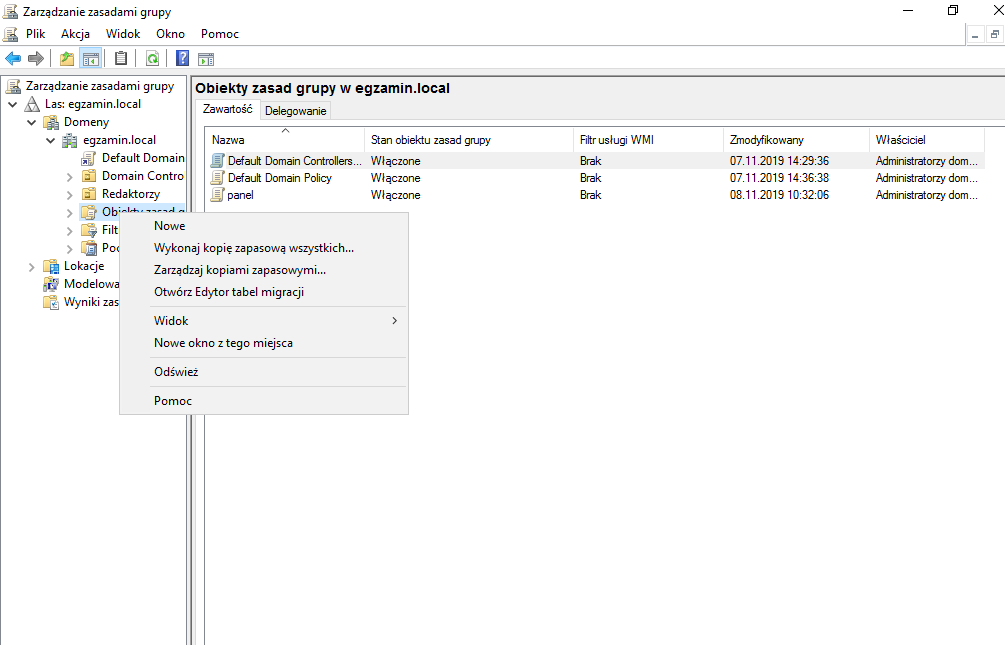 Zarządzanie zasadami grupy
Plik Akcja Widok Okno Pomoc
Zarządzanie zasadami grupy
Las: egzamin.local
Domeny
egzamin.local
Default Domain
Domain Contro
Redaktorzy
Obiekty zasad g
Filt
Poc
Lokacje
Modelowa
Wyniki zas
Obiekty zasad grupy w egzamin.local
Zawartość Delegowanie
Nazwa Stan obiektu zasad grupy Filtr usługi WMI Zmodyfikowany Właściciel
Default Domain Controllers... Włączone Brak 07.11.2019 14:29:36 Administratorzy dom...
Default Domain Policy Włączone Brak 07.11.2019 14:36:38 Administratorzy dom...
panel Włączone Brak 08.11.2019 10:32:06 Administratorzy dom...
Nowe
Wykonaj kopię zapasową wszystkich...
Zarządzaj kopiami zapasowymi...
Otwórz Edytor tabel migracji
Widok
Nowe okno z tego miejsca
Odśwież
Pomoc